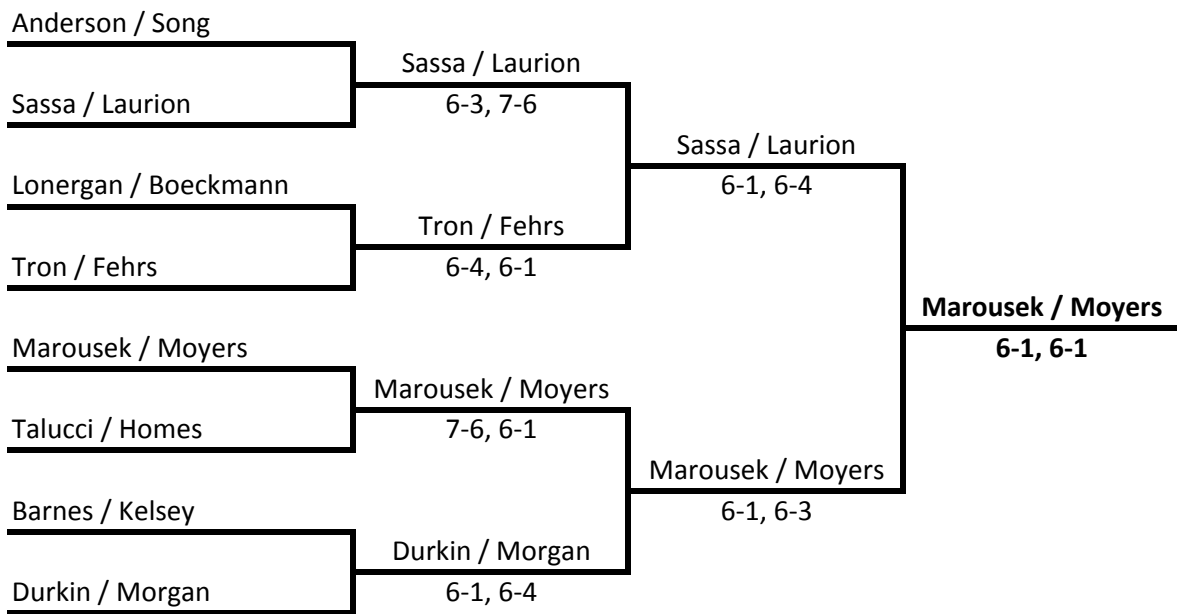 Anderson / Song
Sassa / Laurion
Sassa / Laurion
6-3, 7-6
Sassa / Laurion
6-1, 6-4
Lonergan / Boeckmann
Tron / Fehrs
Tron / Fehrs
6-4, 6-1
Marousek / Moyers
6-1, 6-1
Marousek / Moyers
Marousek / Moyers
Talucci / Homes
7-6, 6-1
Marousek / Moyers
6-1, 6-3
Barnes / Kelsey
Durkin / Morgan
Durkin / Morgan
6-1, 6-4